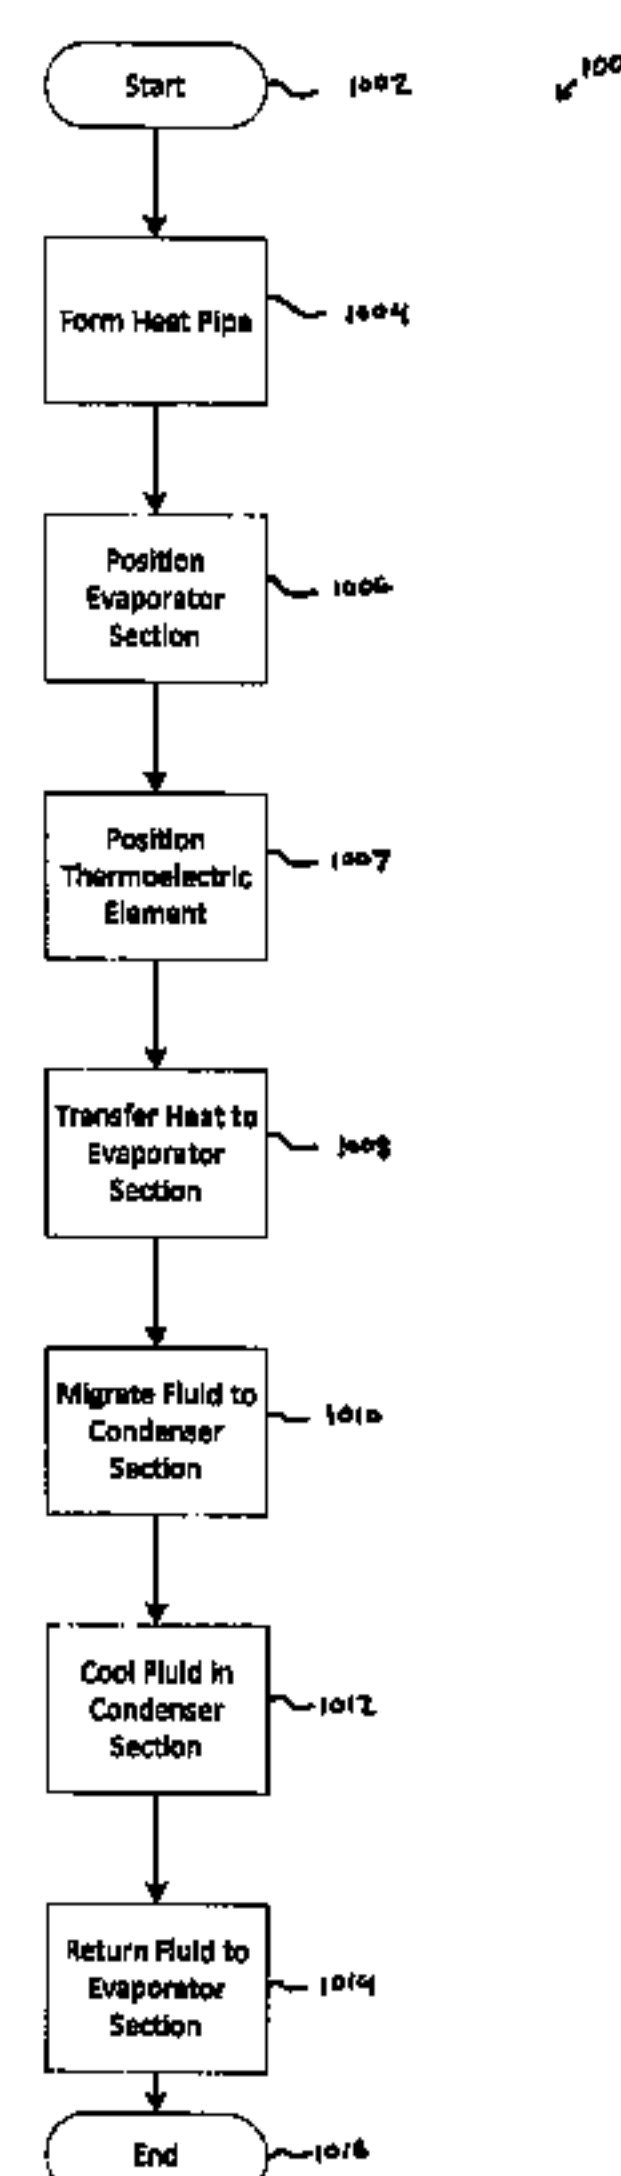 Start
1002
100
Form Heat Pipe
1004
Position
Evaporator
Section
1006
Position
Thermoelectric
Element
1007
Transfer Heat to
Evaporator
Section
1008
Migrate Fluid to
Condenser
Section
1010
Cool Fluid in
Condenser
Section
1012
Return Fluid to
Evaporator
Section
1014
End
1016